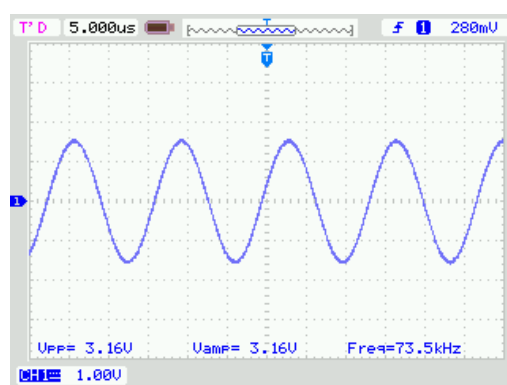 T'D 5.000us T 1 280mV
T
1
Vpp= 3.16V Vamp= 3.16V Freq=73.5kHz
CH1 1.00V